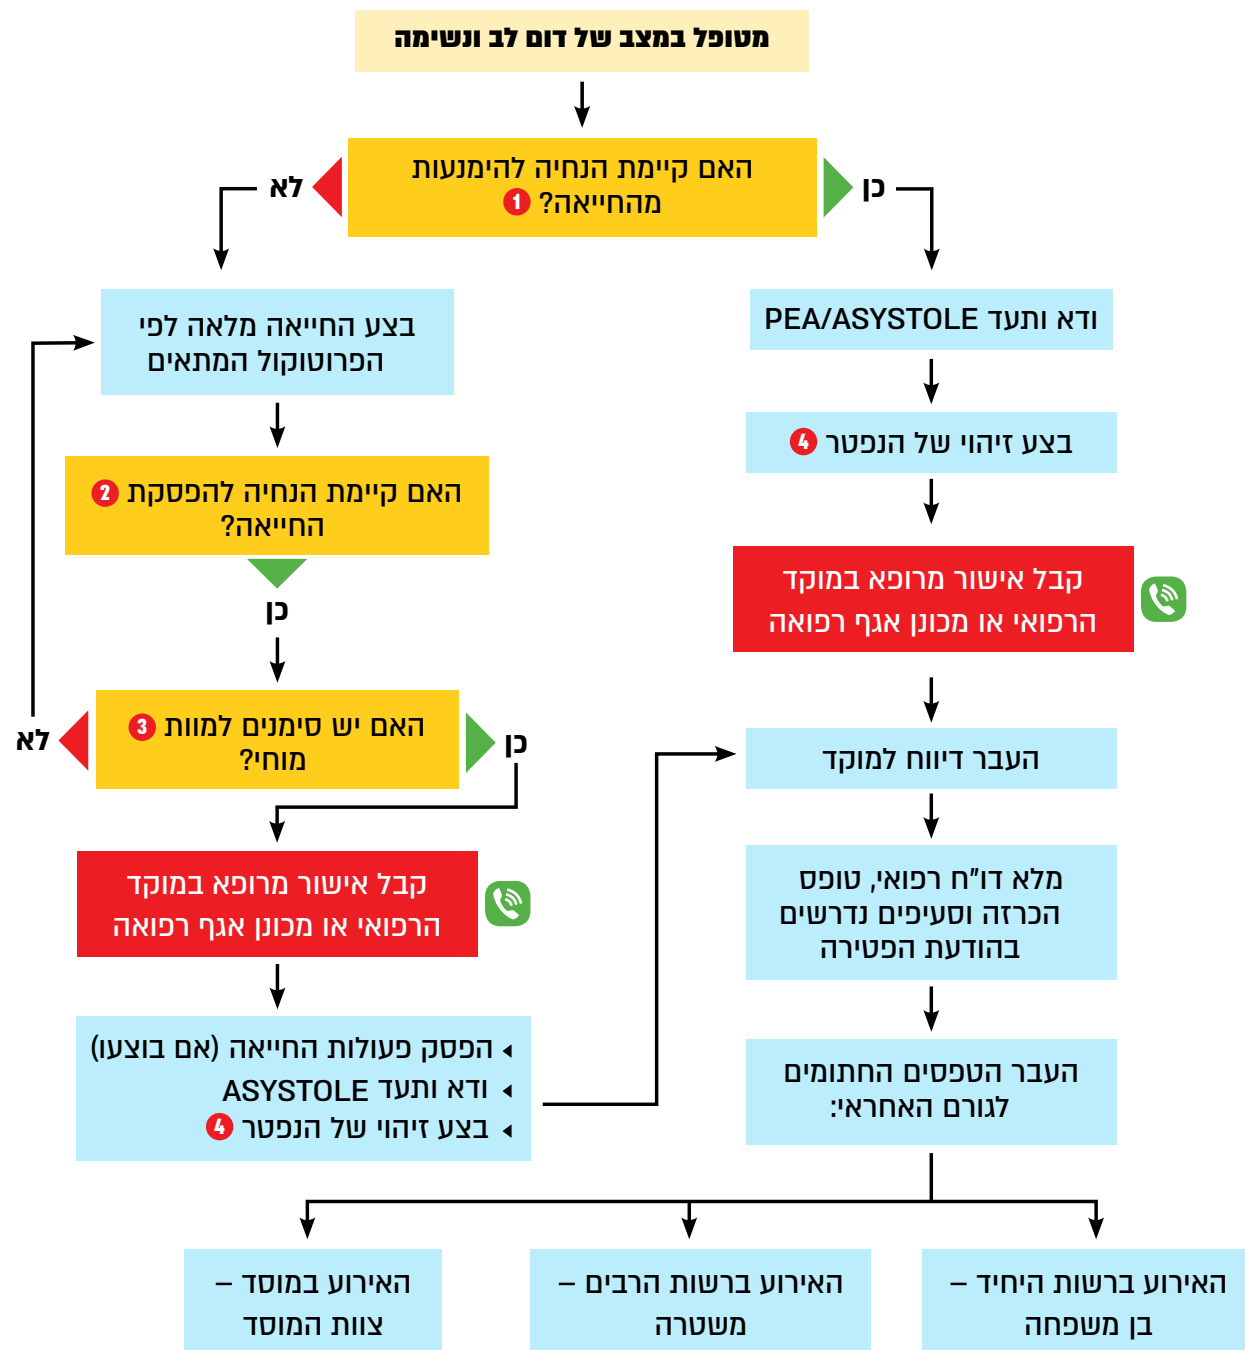 מטופל במצב של דום לב ונשימה
האם קיימת הנחיה להימנעות
מהחייאה? 1
כן
לא
ודא ותעד PEA/ASYSTOLE
בצע זיהוי של הנפטר 4
קבל אישור מרופא במוקד
הרפואי או מכונן אגף רפואה
בצע החייאה מלאה לפי
הפרוטוקול המתאים
האם קיימת הנחיה להפסקת 2
החייאה?
כן
האם יש סימנים למוות 3
מוחי?
כן
לא
קבל אישור מרופא במוקד
הרפואי או מכונן אגף רפואה
הפסק פעולות החייאה (אם בוצעו)
ודא ותעד ASYSTOLE
בצע זיהוי של הנפטר 4
העבר דיווח למוקד
מלא דו"ח רפואי, טופס
הכרזה וסעיפים נדרשים
בהודעת הפטירה
העבר הטפסים החתומים
לגורם האחראי:
האירוע ברשות היחיד –
בן משפחה
האירוע ברשות הרבים –
משטרה
האירוע במוסד –
צוות המוסד